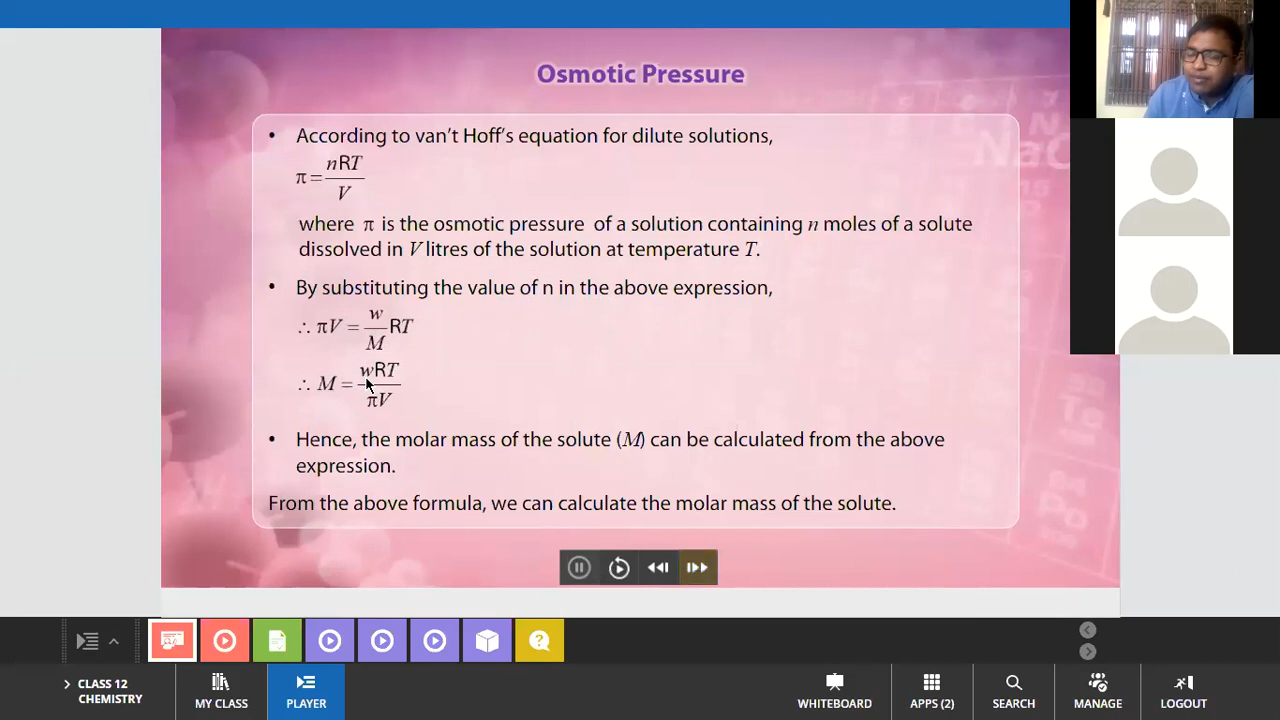 Osmotic Pressure
• According to van't Hoff's equation for dilute solutions,
π = nRT / V
where π is the osmotic pressure of a solution containing n moles of a solute
dissolved in V litres of the solution at temperature T.
• By substituting the value of n in the above expression,
∴ πV = w / M RT
∴ M = wRT / πV
• Hence, the molar mass of the solute (M) can be calculated from the above
expression.
From the above formula, we can calculate the molar mass of the solute.
CLASS 12
CHEMISTRY
MY CLASS
PLAYER
WHITEBOARD
APPS (2)
SEARCH
MANAGE
LOGOUT